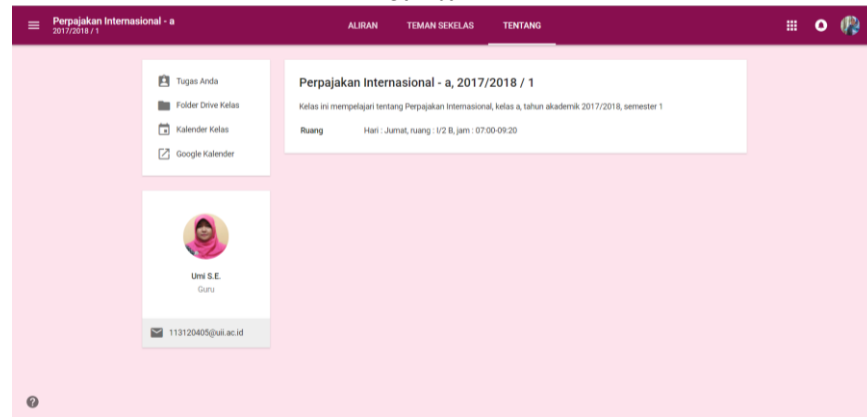 Perpajakan Internasional - a
2017/2018 / 1
ALIRAN TEMAN SEKELAS TENTANG
Tugas Anda
Folder Drive Kelas
Kalender Kelas
Google Kalender
Perpajakan Internasional - a, 2017/2018 / 1
Kelas ini mempelajari tentang Perpajakan Internasional, kelas a, tahun akademik 2017/2018, semester 1
Ruang Hari : Jumat, ruang : I/2 B, jam : 07:00-09:20
Umi S.E.
Guru
113120405@uii.ac.id